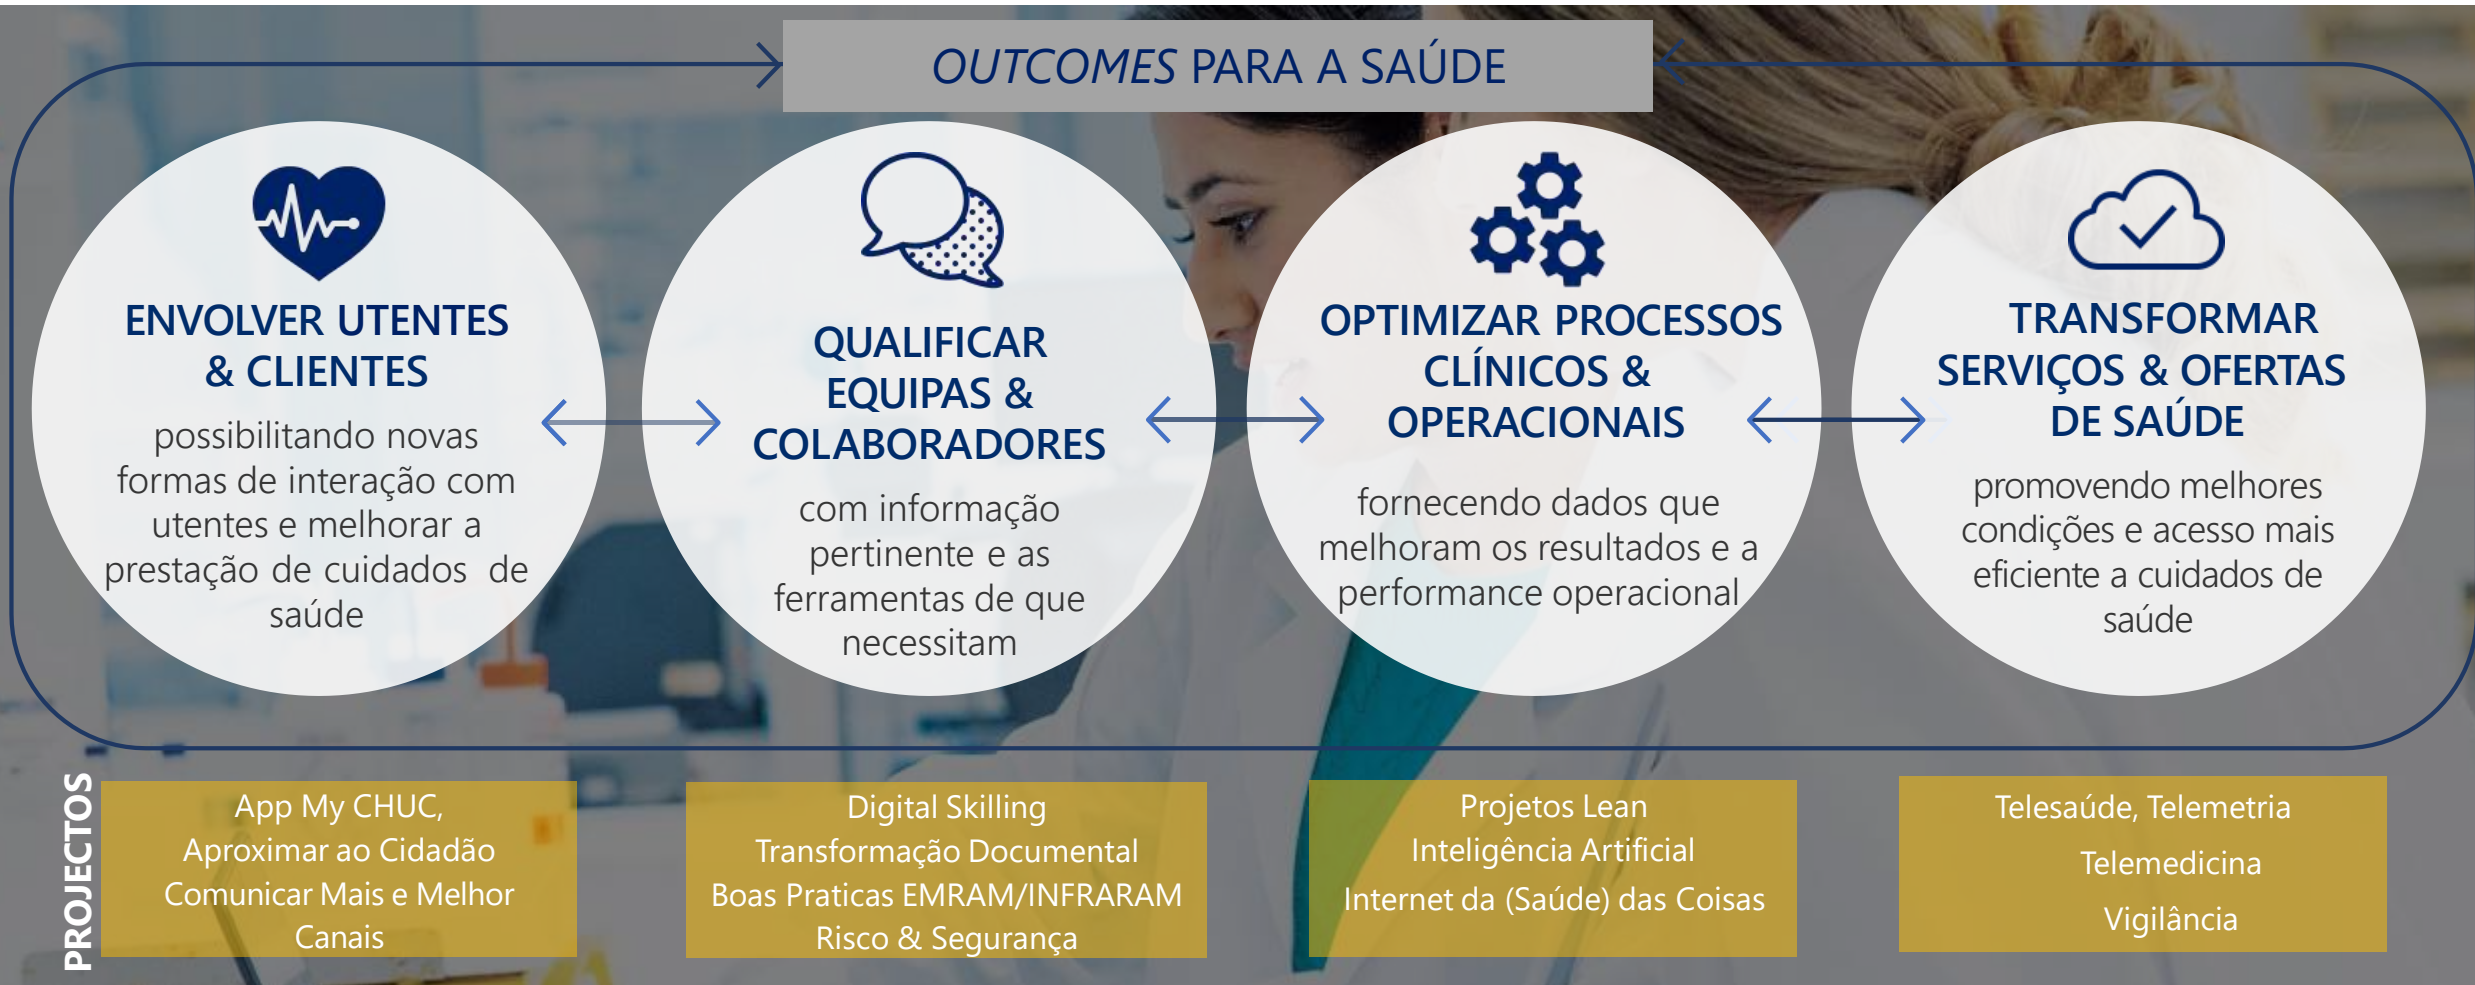 OUTCOMES PARA A SAÚDE
ENVOLVER UTENTES
& CLIENTES
possibilitando novas
formas de interação com
utentes e melhorar a
prestação de cuidados de
saúde
QUALIFICAR
EQUIPAS &
COLABORADORES
com informação
pertinente e as
ferramentas de que
necessitam
OPTIMIZAR PROCESSOS
CLÍNICOS &
OPERACIONAIS
fornecendo dados que
melhoram os resultados e a
performance operacional
TRANSFORMAR
SERVIÇOS & OFERTAS
DE SAÚDE
promovendo melhores
condições e acesso mais
eficiente a cuidados de
saúde
PROJECTOS
App My CHUC,
Aproximar ao Cidadão
Comunicar Mais e Melhor
Canais
Digital Skilling
Transformação Documental
Boas Praticas EMRAM/INFRARAM
Risco & Segurança
Projetos Lean
Inteligência Artificial
Internet da (Saúde) das Coisas
Telesaúde, Telemetria
Telemedicina
Vigilância